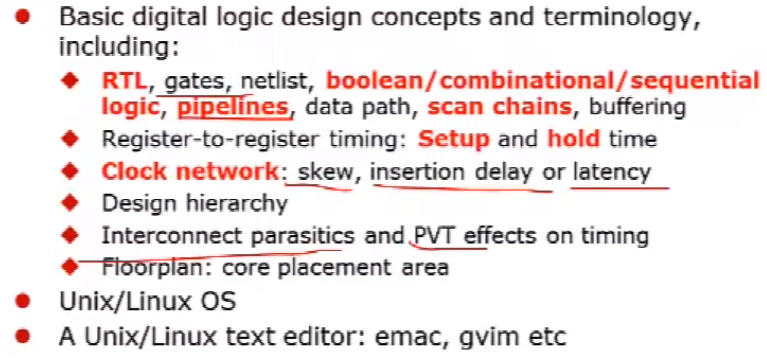 Basic digital logic design concepts and terminology,
including:
RTL, gates, netlist, boolean/combinational/sequential
logic, pipelines, data path, scan chains, buffering
Register-to-register timing: Setup and hold time
Clock network: skew, insertion delay or latency
Design hierarchy
Interconnect parasitics and PVT effects on timing
Floorplan: core placement area
Unix/Linux OS
A Unix/Linux text editor: emac, gvim etc